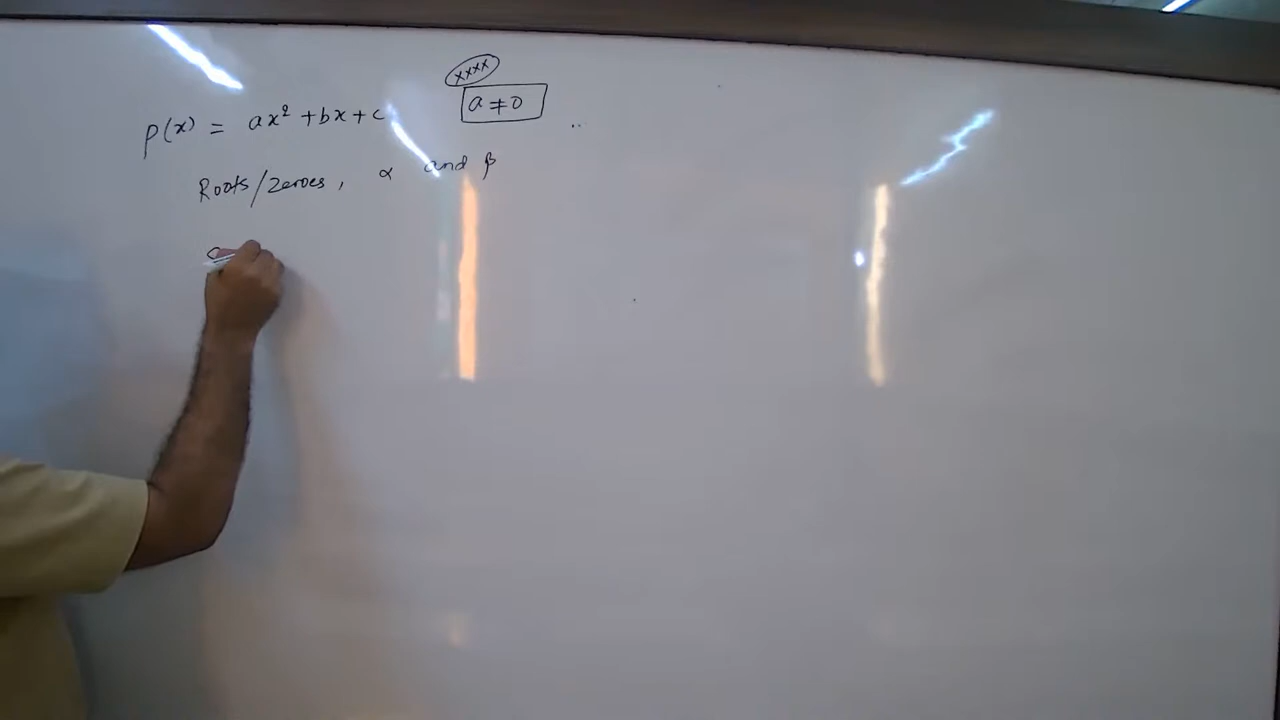 xxxx
p(x) = ax² + bx + c a ≠ 0
Roots/Zeroes, α and β